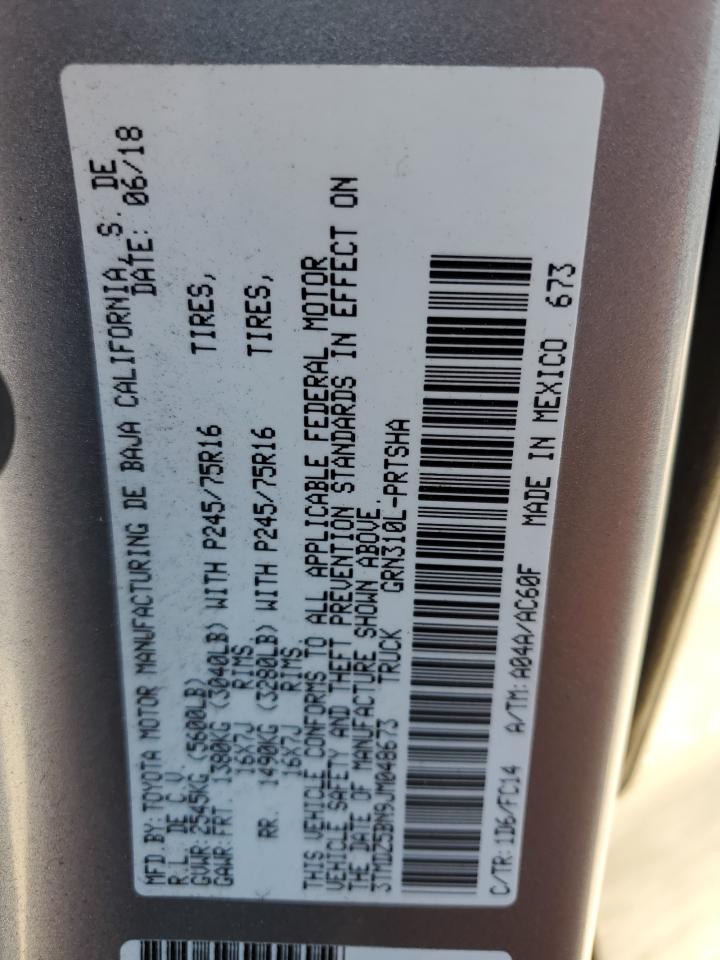 MFD.BY: TOYOTA MOTOR MANUFACTURING DE BAJA CALIFORNIA, S. DE
R.L. DE C.V. DATE: 06/18
GVWR: 2545KG (5600LB)
GAWR: FRT. 1380KG (3040LB) WITH P245/75R16 TIRES,
16X7J RIMS
RR. 1490KG (3280LB) WITH P245/75R16 TIRES,
16X7J RIMS
THIS VEHICLE CONFORMS TO ALL APPLICABLE FEDERAL MOTOR
VEHICLE SAFETY AND THEFT PREVENTION STANDARDS IN EFFECT ON
THE DATE OF MANUFACTURE SHOWN ABOVE.
3TMDZ5BN9JM048673 TRUCK GRN310L-PRTSHA
C/TR: 1D6/FC14 A/TM: A04A/AC60F MADE IN MEXICO 673